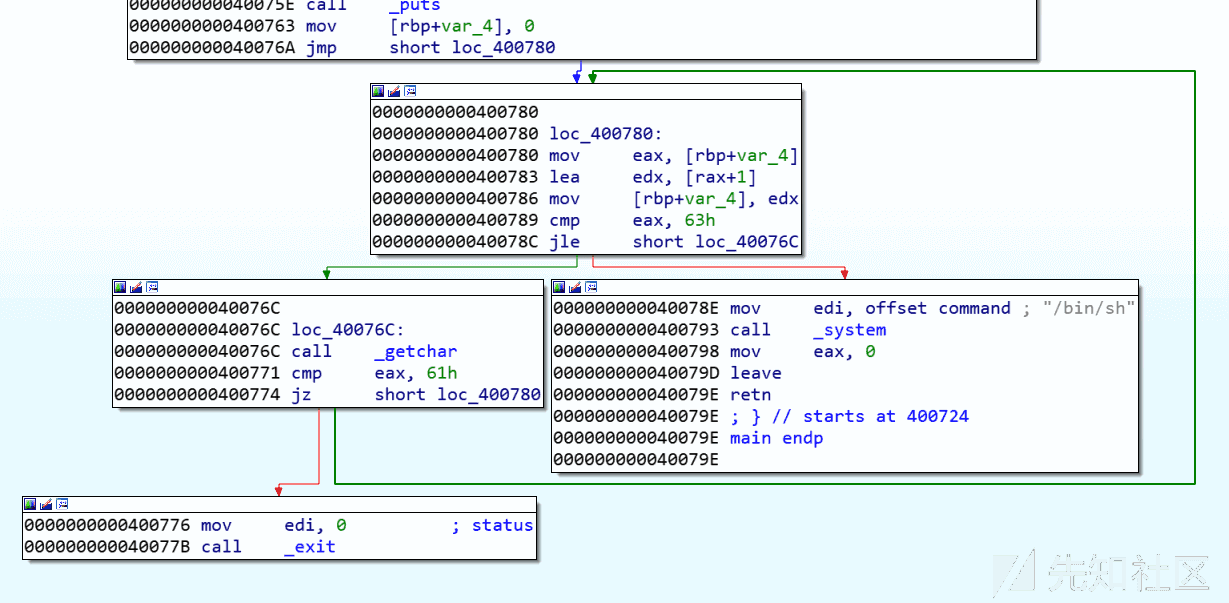 000000000040075E call    _puts
0000000000400763 mov     [rbp+var_4], 0
000000000040076A jmp     short loc_400780
0000000000400780
0000000000400780 loc_400780:
0000000000400780 mov     eax, [rbp+var_4]
0000000000400783 lea     edx, [rax+1]
0000000000400786 mov     [rbp+var_4], edx
0000000000400789 cmp     eax, 63h
000000000040078C jle     short loc_40076C
000000000040076C
000000000040076C loc_40076C:
000000000040076C call    _getchar
0000000000400771 cmp     eax, 61h
0000000000400774 jz      short loc_400780
000000000040078E mov     edi, offset command ; "/bin/sh"
0000000000400793 call    _system
0000000000400798 mov     eax, 0
000000000040079D leave
000000000040079E retn
000000000040079E ; } // starts at 400724
000000000040079E main endp
000000000040079E
0000000000400776 mov     edi, 0          ; status
000000000040077B call    _exit
先知社区